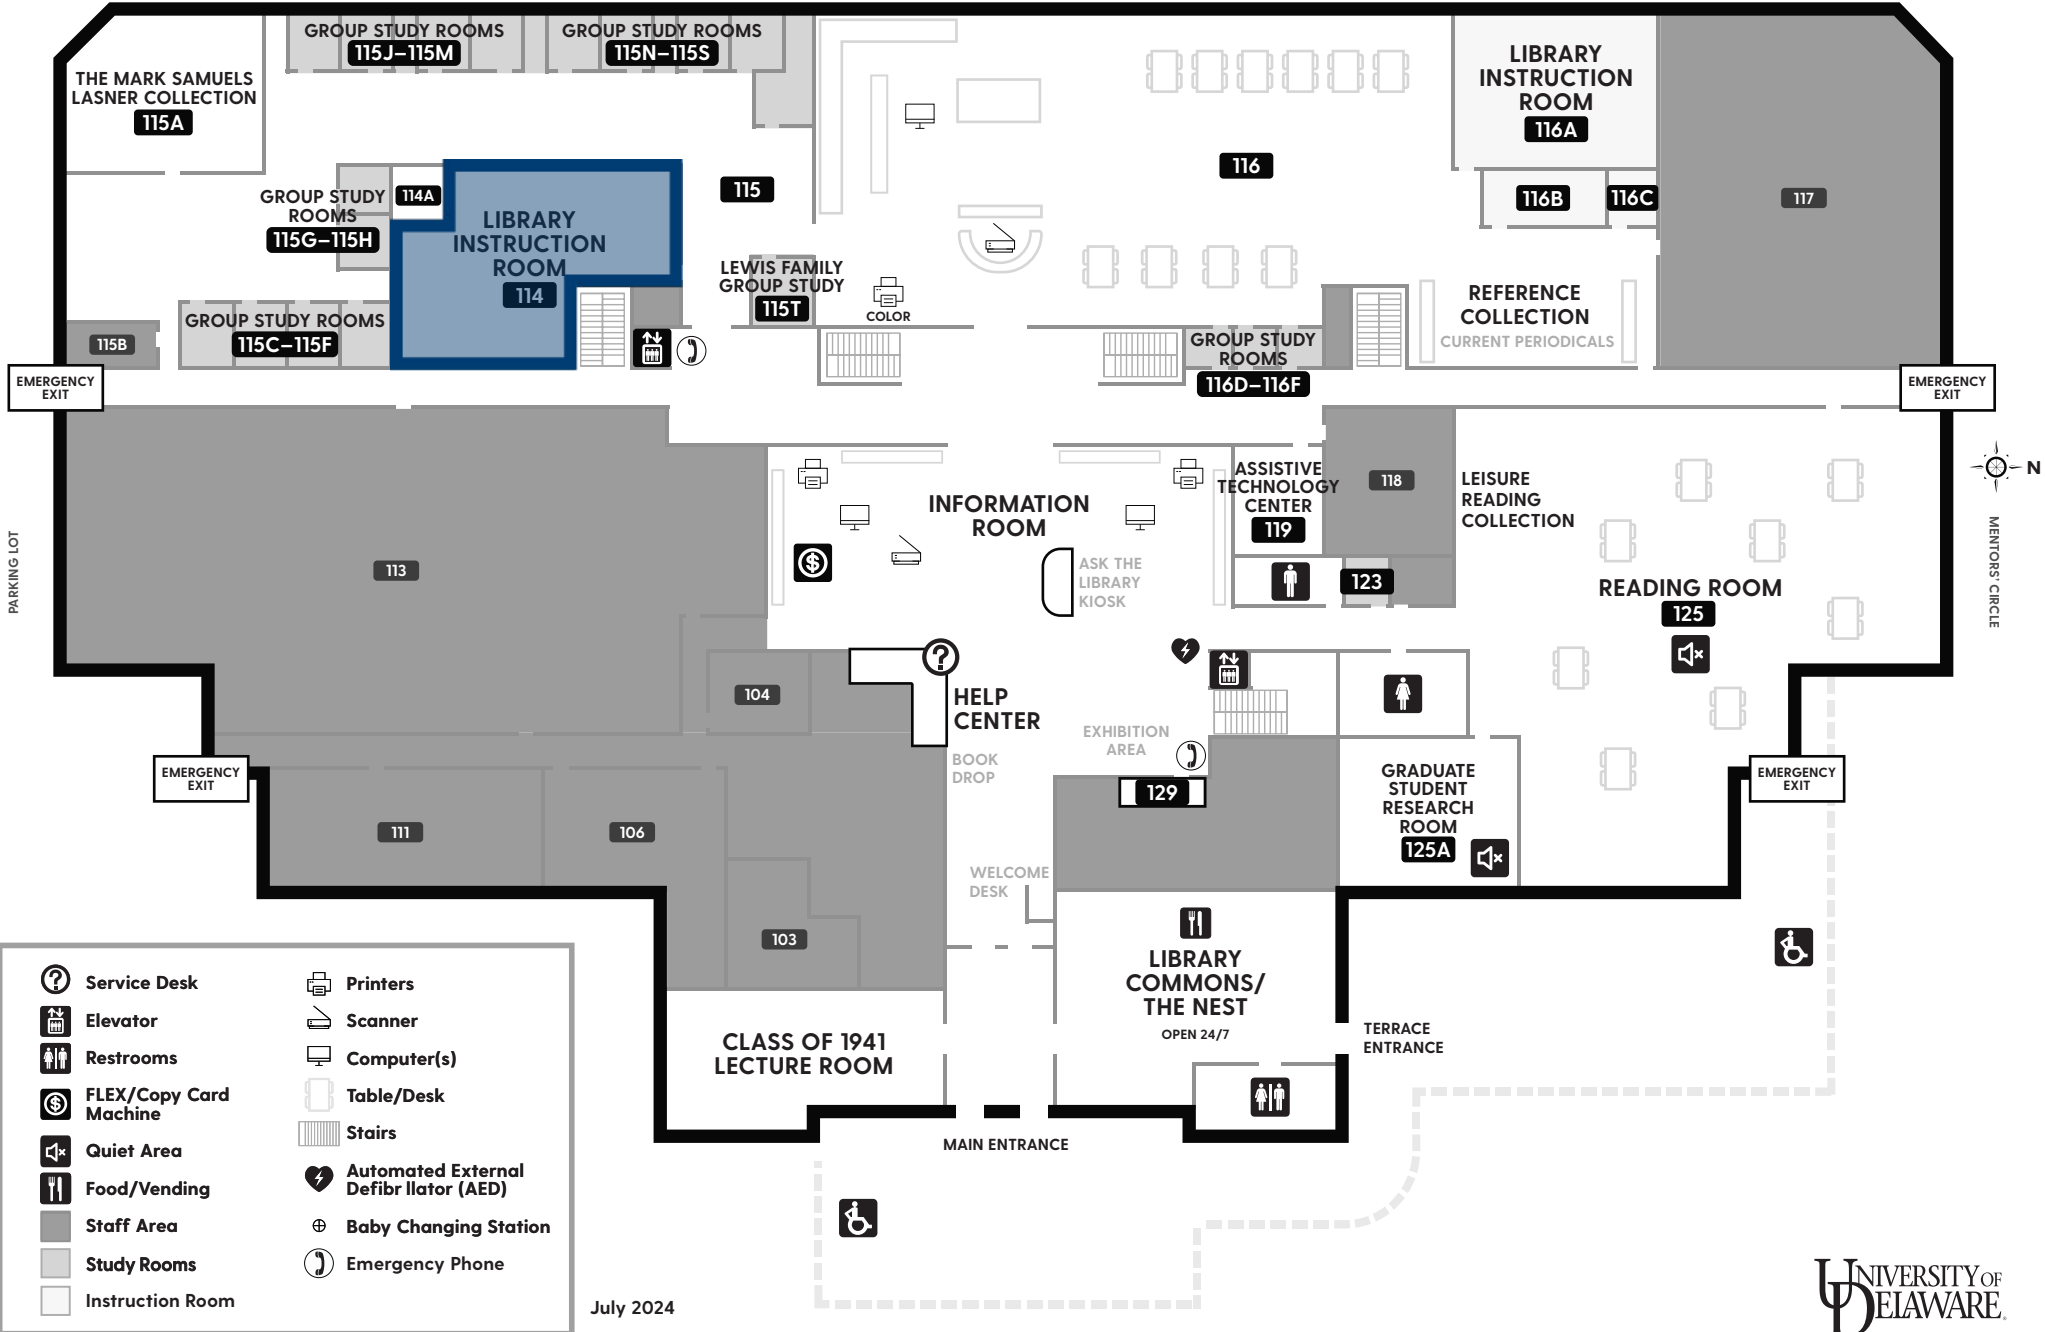 GROUP STUDY ROOMS
115J–115M
GROUP STUDY ROOMS
115N–115S
THE MARK SAMUELS
LASNER COLLECTION
115A
LIBRARY
INSTRUCTION
ROOM
116A
116
115
114A
GROUP STUDY
ROOMS
115G–115H
LIBRARY
INSTRUCTION
ROOM
114
116B
116C
117
LEWIS FAMILY
GROUP STUDY
115T
COLOR
REFERENCE
COLLECTION
CURRENT PERIODICALS
115B
GROUP STUDY ROOMS
115C–115F
GROUP STUDY
ROOMS
116D–116F
EMERGENCY
EXIT
EMERGENCY
EXIT
PARKING LOT
113
INFORMATION
ROOM
ASSISTIVE
TECHNOLOGY
CENTER
119
118
LEISURE
READING
COLLECTION
N
MENTORS' CIRCLE
ASK THE
LIBRARY
KIOSK
123
READING ROOM
125
104
HELP
CENTER
EXHIBITION
AREA
BOOK
DROP
EMERGENCY
EXIT
129
GRADUATE
STUDENT
RESEARCH
ROOM
125A
EMERGENCY
EXIT
111
106
WELCOME
DESK
103
LIBRARY
COMMONS/
THE NEST
OPEN 24/7
CLASS OF 1941
LECTURE ROOM
TERRACE
ENTRANCE
MAIN ENTRANCE
Service Desk
Elevator
Restrooms
FLEX/Copy Card
Machine
Quiet Area
Food/Vending
Staff Area
Study Rooms
Instruction Room
Printers
Scanner
Computer(s)
Table/Desk
Stairs
Automated External
Defibr llator (AED)
Baby Changing Station
Emergency Phone
July 2024
UNIVERSITY OF
DELAWARE